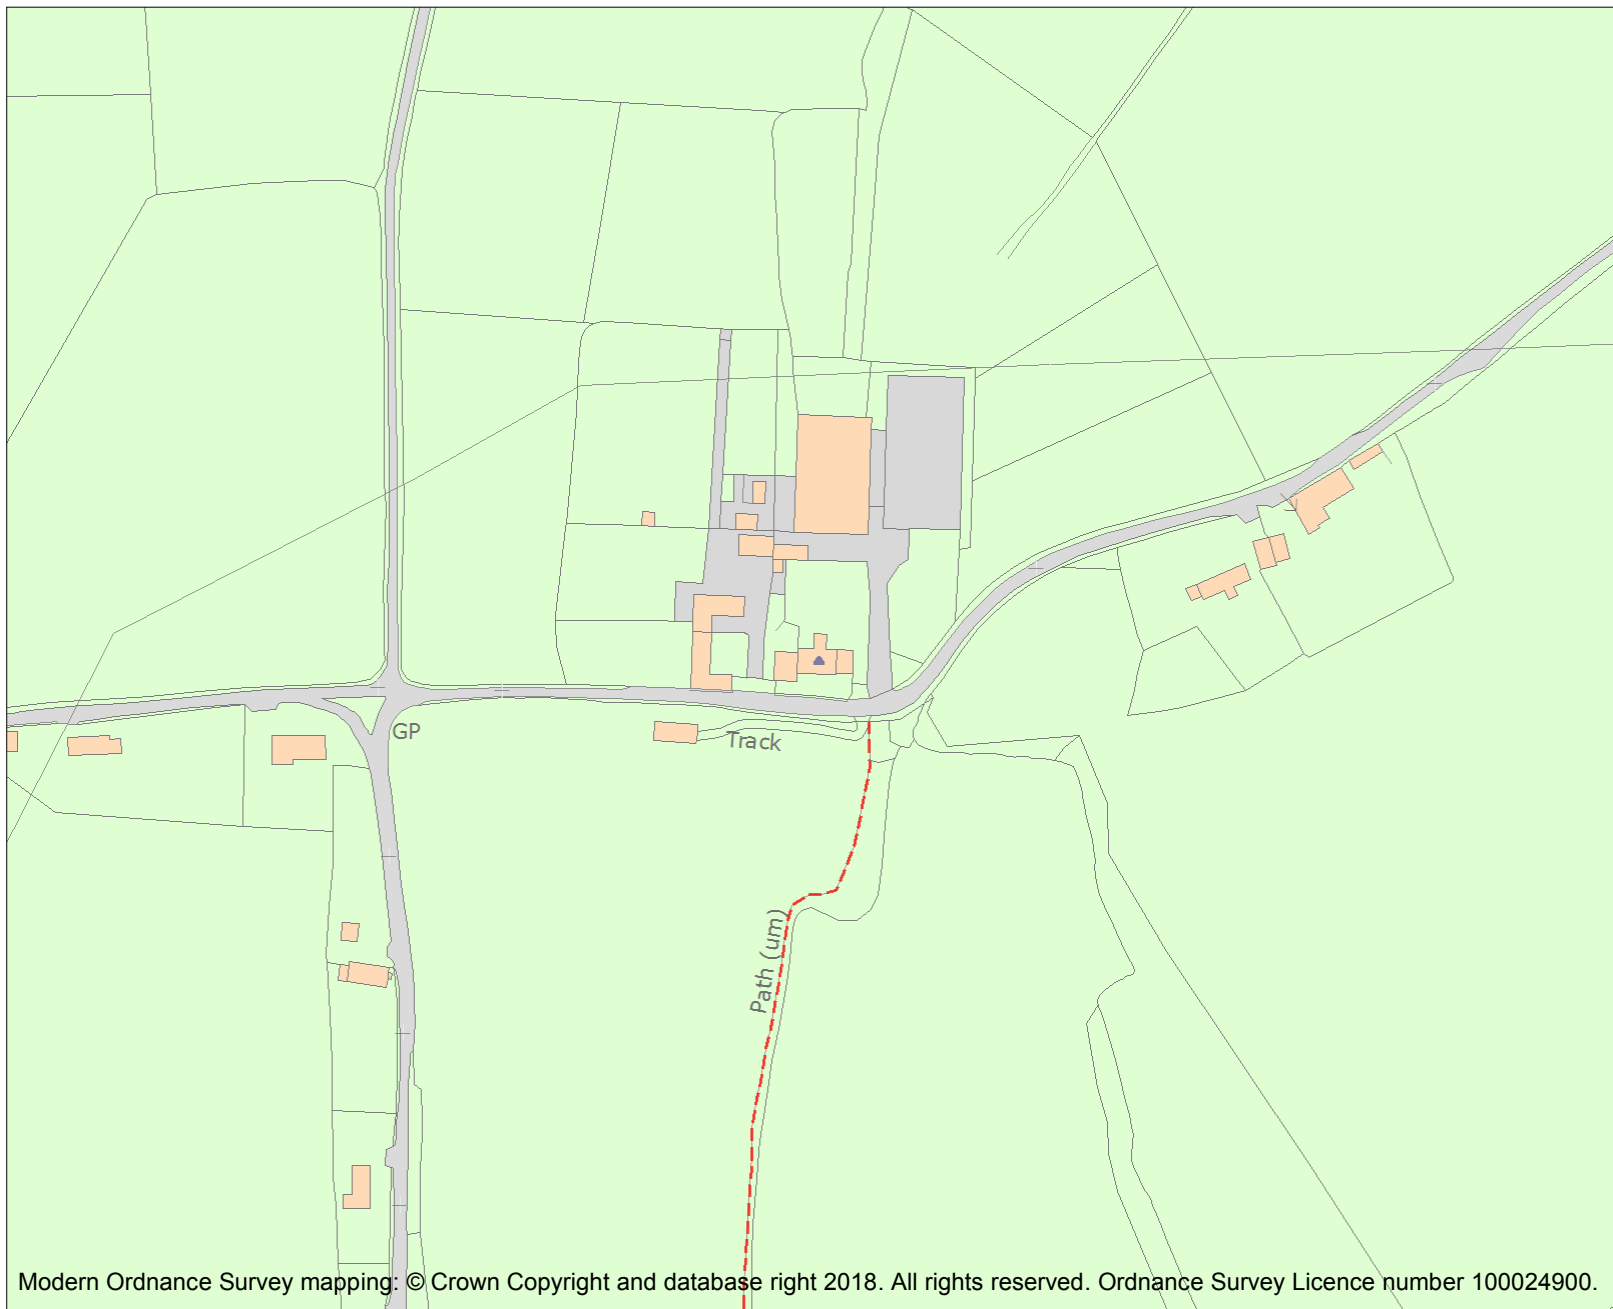 GP
Track
Path (um)
Modern Ordnance Survey mapping: © Crown Copyright and database right 2018. All rights reserved. Ordnance Survey Licence number 100024900.